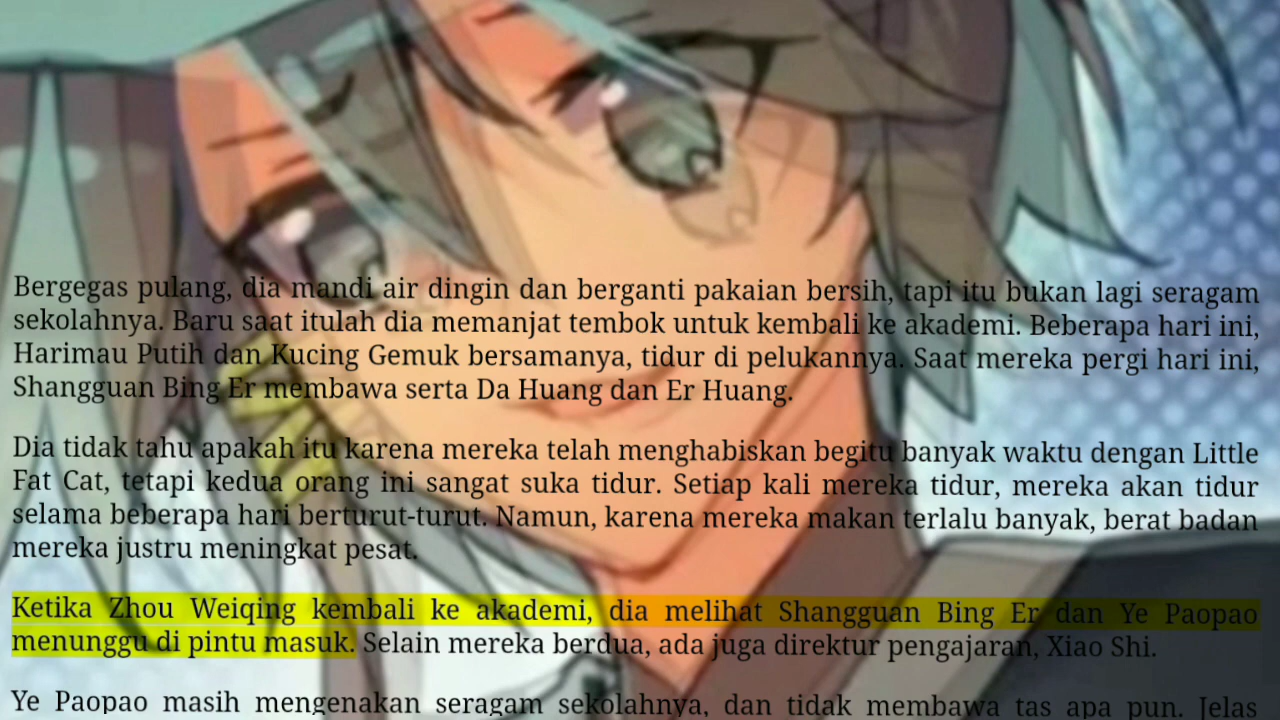 Bergegas pulang, dia mandi air dingin dan berganti pakaian bersih, tapi itu bukan lagi seragam
sekolahnya. Baru saat itulah dia memanjat tembok untuk kembali ke akademi. Beberapa hari ini,
Harimau Putih dan Kucing Gemuk bersamanya, tidur di pelukannya. Saat mereka pergi hari ini,
Shangguan Bing Er membawa serta Da Huang dan Er Huang.
Dia tidak tahu apakah itu karena mereka telah menghabiskan begitu banyak waktu dengan Little
Fat Cat, tetapi kedua orang ini sangat suka tidur. Setiap kali mereka tidur, mereka akan tidur
selama beberapa hari berturut-turut. Namun, karena mereka makan terlalu banyak, berat badan
mereka justru meningkat pesat.
Ketika Zhou Weiqing kembali ke akademi, dia melihat Shangguan Bing Er dan Ye Paopao
menunggu di pintu masuk. Selain mereka berdua, ada juga direktur pengajaran, Xiao Shi.
Ye Paopao masih mengenakan seragam sekolahnya, dan tidak membawa tas apa pun. Jelas